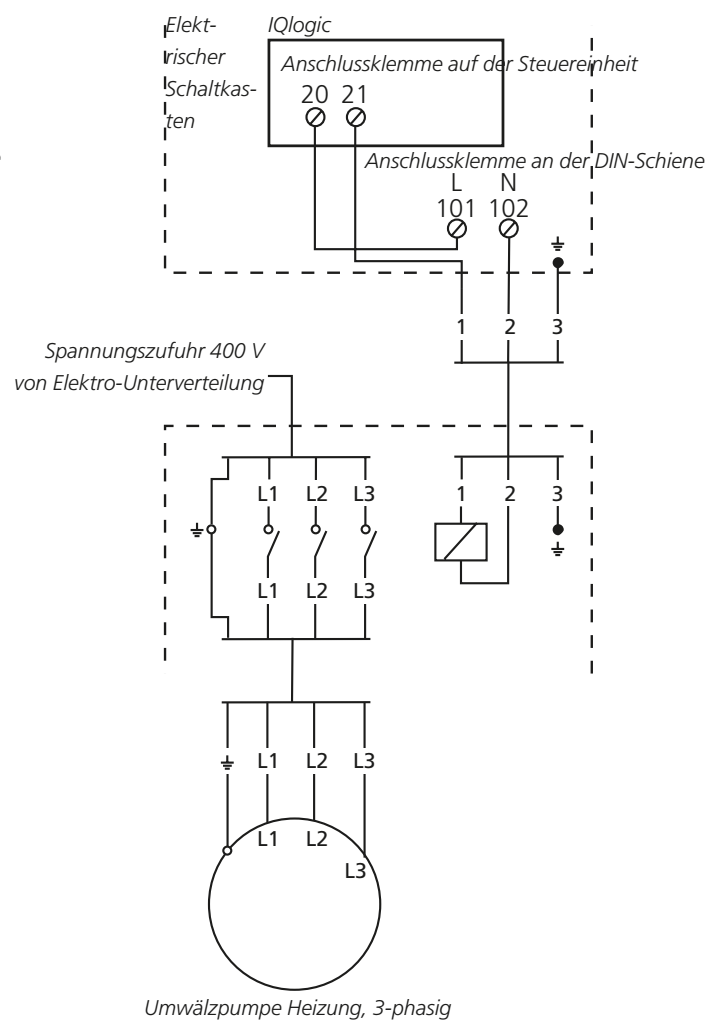 Elekt-
rischer
Schaltkas-
ten
IQlogic
Anschlussklemme auf der Steuereinheit
20 21
Anschlussklemme an der DIN-Schiene
L N
101 102
1 2 3
Spannungszufuhr 400 V
von Elektro-Unterverteilung
L1 L2 L3 1 2 3
L1 L2 L3
L1 L2 L3
L1 L2
L3
Umwälzpumpe Heizung, 3-phasig